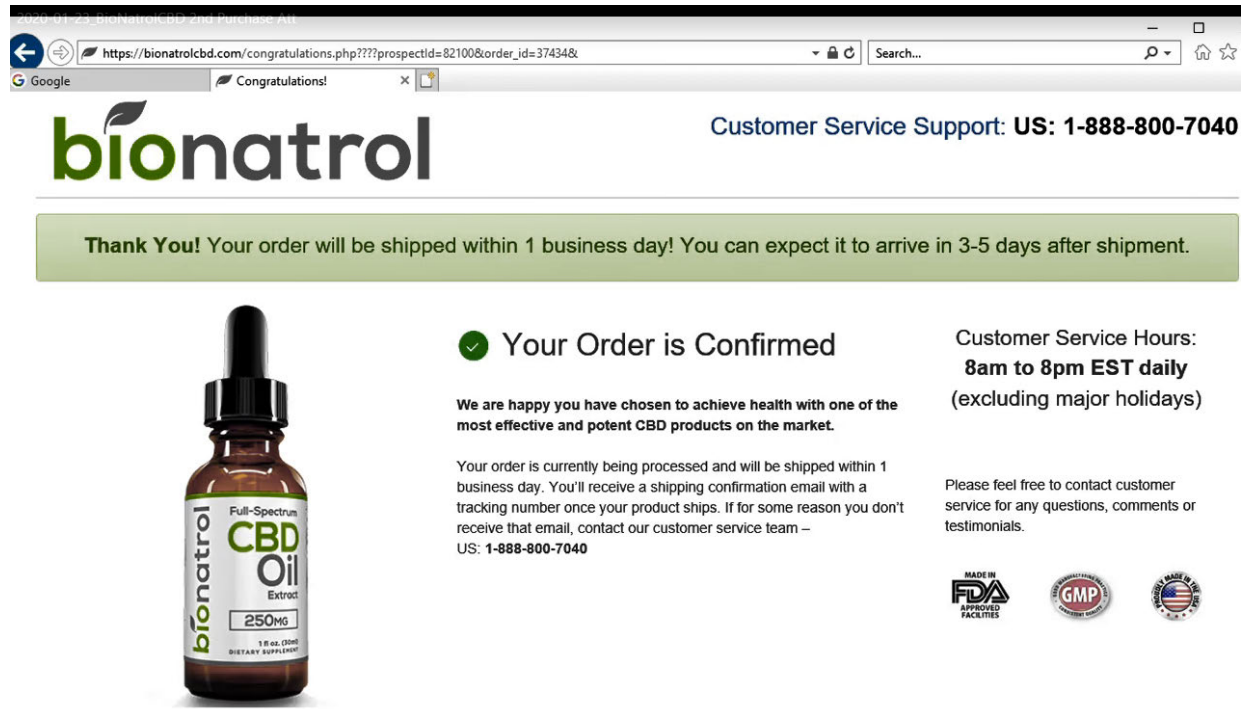 2020-01-23_BioNatrolCBD 2nd Purchase Att
https://bionatrolcbd.com/congratulations.php????prospectId=82100&order_id=37434&
Search...
Google
Congratulations!
bionatrol
Customer Service Support: US: 1-888-800-7040
Thank You! Your order will be shipped within 1 business day! You can expect it to arrive in 3-5 days after shipment.
Your Order is Confirmed
We are happy you have chosen to achieve health with one of the
most effective and potent CBD products on the market.
Your order is currently being processed and will be shipped within 1
business day. You'll receive a shipping confirmation email with a
tracking number once your product ships. If for some reason you don't
receive that email, contact our customer service team –
US: 1-888-800-7040
Customer Service Hours:
8am to 8pm EST daily
(excluding major holidays)
Please feel free to contact customer
service for any questions, comments or
testimonials.
MADE IN
FDA
APPROVED
FACILITIES
GOOD MANUFACTURING PRACTICE
GMP
PROUDLY MADE IN THE
USA
bionatrol
Full-Spectrum
CBD
Oil
Extract
250MG
1 fl oz. (30ml)
DIETARY SUPPLEMENT